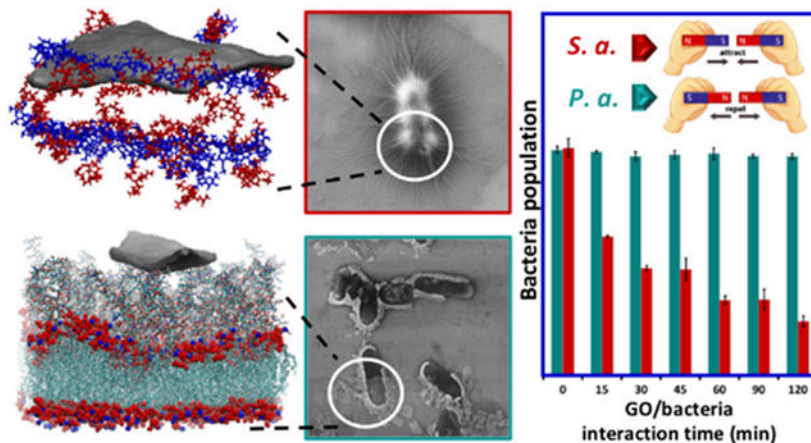 S. a.
N S N S
attract
P. a.
S N N S
repel
Bacteria population
0 15 30 45 60 90 120
GO/bacteria
interaction time (min)